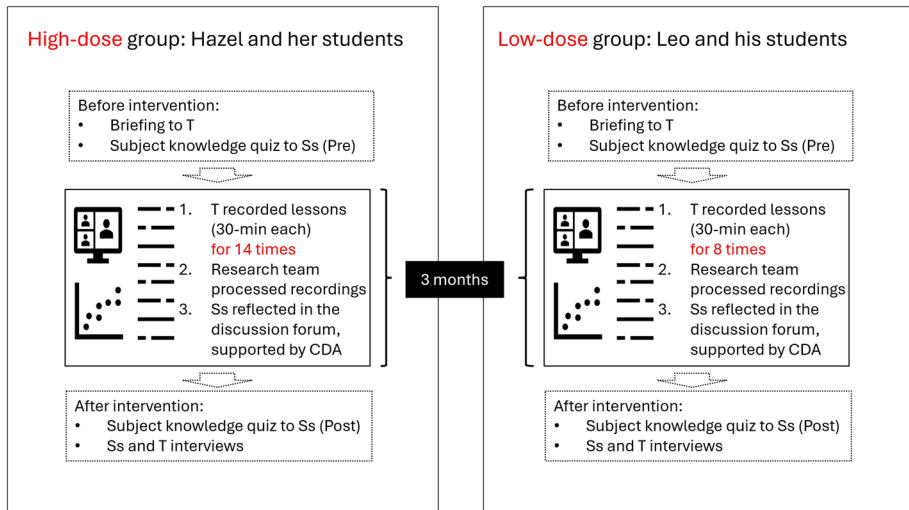 High-dose group: Hazel and her students
Before intervention:
• Briefing to T
• Subject knowledge quiz to Ss (Pre)
1. T recorded lessons
(30-min each)
for 14 times
2. Research team
processed recordings
3. Ss reflected in the
discussion forum,
supported by CDA
After intervention:
• Subject knowledge quiz to Ss (Post)
• Ss and T interviews
3 months
Low-dose group: Leo and his students
Before intervention:
• Briefing to T
• Subject knowledge quiz to Ss (Pre)
1. T recorded lessons
(30-min each)
for 8 times
2. Research team
processed recordings
3. Ss reflected in the
discussion forum,
supported by CDA
After intervention:
• Subject knowledge quiz to Ss (Post)
• Ss and T interviews